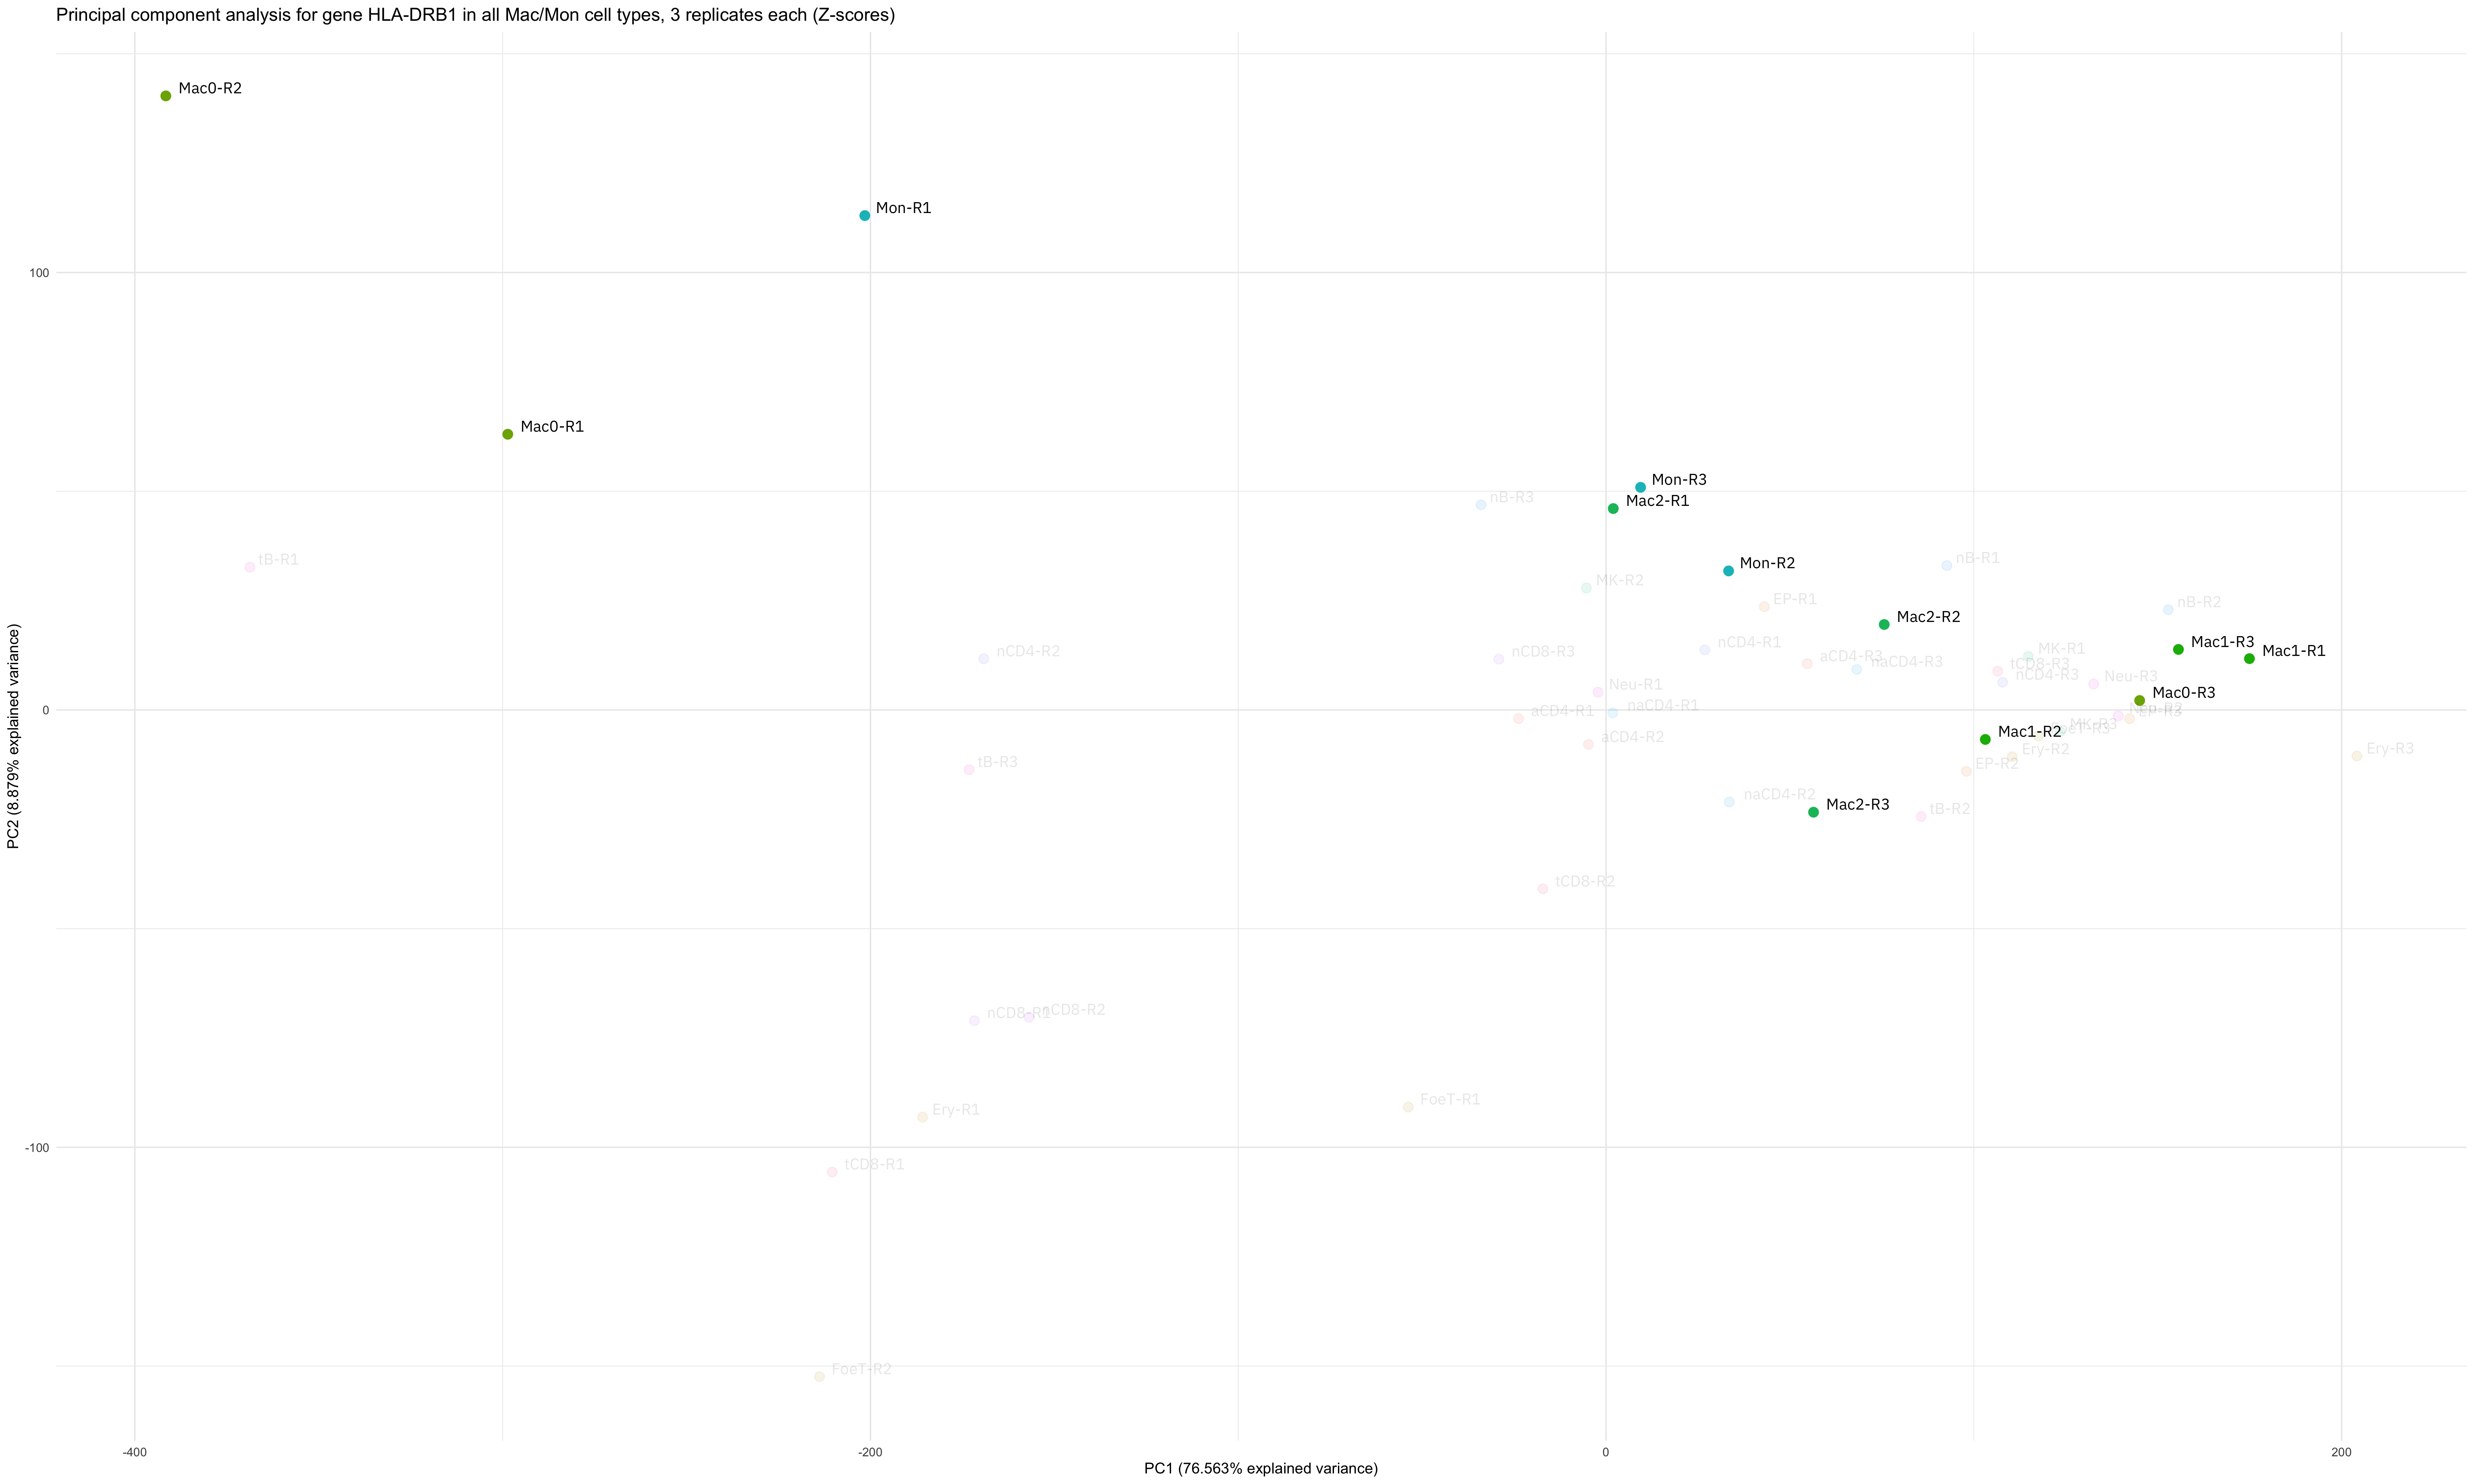 Principal component analysis for gene HLA-DRB1 in all Mac/Mon cell types, 3 replicates each (Z-scores)
Mac0-R2
Mon-R1
100
Mac0-R1
Mon-R3
nB-R3
Mac2-R1
tB-R1
Mon-R2
nB-R1
MK-R2
EP-R1
nB-R2
Mac2-R2
nCD4-R1
Mac1-R3
nCD4-R2
nCD8-R3
aCD4-R3
MK-R1
Mac1-R1
naCD4-R3
tCD8-R3
nCD4-R3
Neu-R3
Neu-R1
Mac0-R3
naCD4-R1
aCD4-R1
0
EP-R3
MK-R3
Mac1-R2
aCD4-R2
Ery-R2
Ery-R3
tB-R3
EP-R2
naCD4-R2
Mac2-R3
tB-R2
tCD8-R2
nCD8-R1
nCD8-R2
FoeT-R1
Ery-R1
-100
tCD8-R1
FoeT-R2
-400
-200
0
200
PC1 (76.563% explained variance)
PC2 (8.879% explained variance)